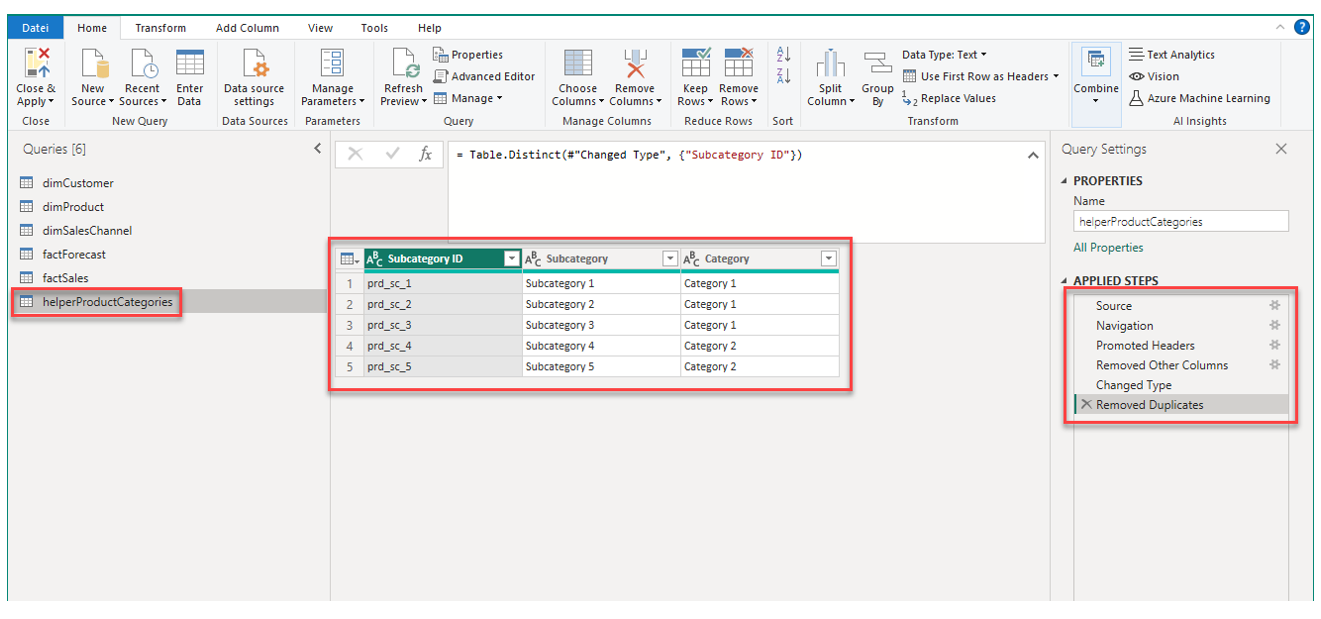 Datei Home Transform Add Column View Tools Help
Close & Apply
New Source
Recent Sources
Enter Data
Data source settings
Manage Parameters
Refresh Preview
Properties
Advanced Editor
Manage
Choose Columns
Remove Columns
Keep Rows
Remove Rows
Split Column
Group By
Data Type: Text
Use First Row as Headers
Replace Values
Combine
Text Analytics
Vision
Azure Machine Learning
Close New Query Data Sources Parameters Query Manage Columns Reduce Rows Sort Transform AI Insights
Queries [6]
dimCustomer
dimProduct
dimSalesChannel
factForecast
factSales
helperProductCategories
fx = Table.Distinct(#"Changed Type", {"Subcategory ID"})
ABC Subcategory ID ABC Subcategory ABC Category
1 prd_sc_1 Subcategory 1 Category 1
2 prd_sc_2 Subcategory 2 Category 1
3 prd_sc_3 Subcategory 3 Category 1
4 prd_sc_4 Subcategory 4 Category 2
5 prd_sc_5 Subcategory 5 Category 2
Query Settings
PROPERTIES
Name
helperProductCategories
All Properties
APPLIED STEPS
Source
Navigation
Promoted Headers
Removed Other Columns
Changed Type
Removed Duplicates